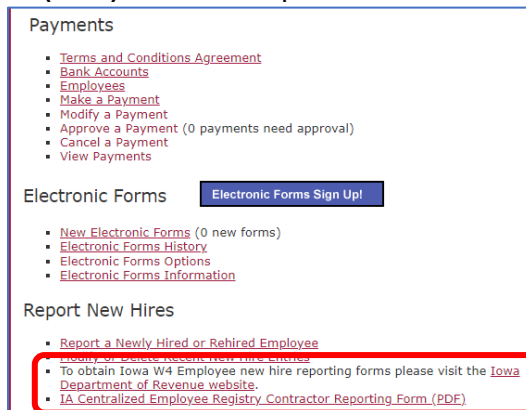 Payments
Terms and Conditions Agreement
Bank Accounts
Employees
Make a Payment
Modify a Payment
Approve a Payment (0 payments need approval)
Cancel a Payment
View Payments
Electronic Forms
Electronic Forms Sign Up!
New Electronic Forms (0 new forms)
Electronic Forms History
Electronic Forms Options
Electronic Forms Information
Report New Hires
Report a Newly Hired or Rehired Employee
Modify or Delete Recent New Hire Entries
To obtain Iowa W4 Employee new hire reporting forms please visit the Iowa
Department of Revenue website.
IA Centralized Employee Registry Contractor Reporting Form (PDF)